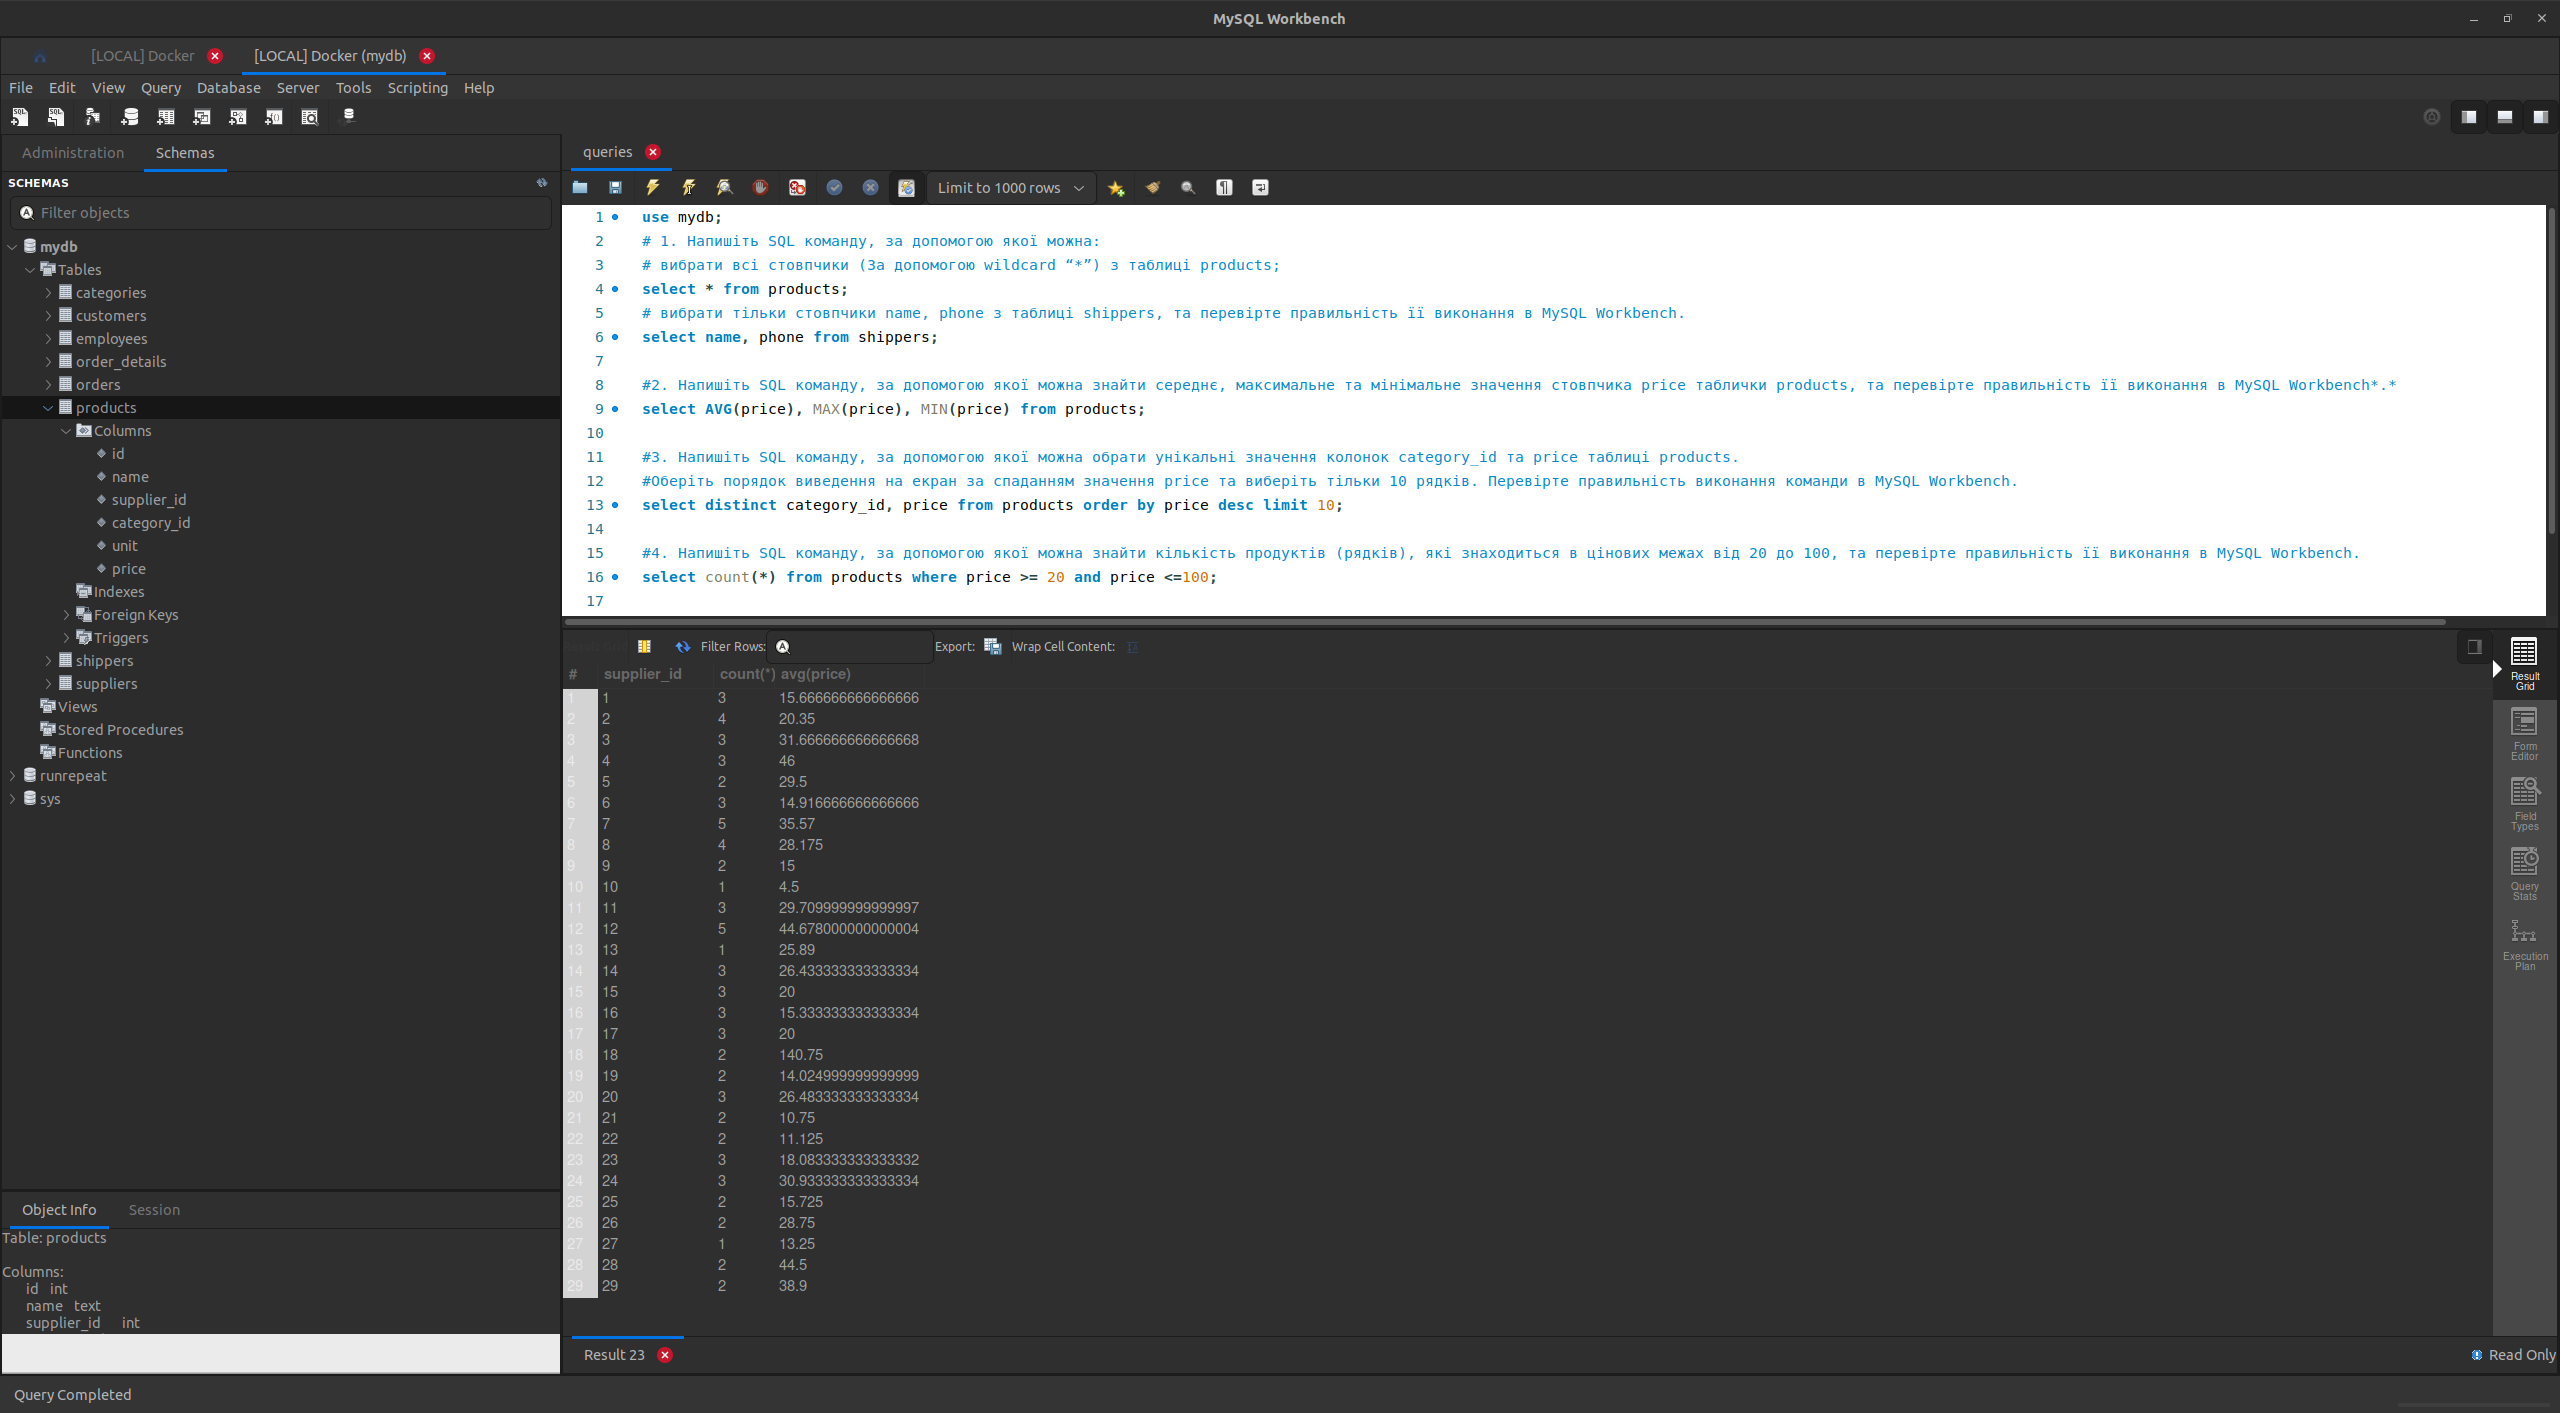 MySQL Workbench
[LOCAL] Docker [LOCAL] Docker (mydb)
File Edit View Query Database Server Tools Scripting Help
Administration Schemas
SCHEMAS
Filter objects
mydb
Tables
categories
customers
employees
order_details
orders
products
Columns
id
name
supplier_id
category_id
unit
price
Indexes
Foreign Keys
Triggers
shippers
suppliers
Views
Stored Procedures
Functions
runrepeat
sys
Object Info Session
Table: products
Columns:
id int
name text
supplier_id int
queries
Limit to 1000 rows
1 use mydb;
2 # 1. Напишіть SQL команду, за допомогою якої можна:
3 # вибрати всі стовпчики (За допомогою wildcard “*”) з таблиці products;
4 select * from products;
5 # вибрати тільки стовпчики name, phone з таблиці shippers, та перевірте правильність її виконання в MySQL Workbench.
6 select name, phone from shippers;
7
8 #2. Напишіть SQL команду, за допомогою якої можна знайти середнє, максимальне та мінімальне значення стовпчика price таблички products, та перевірте правильність її виконання в MySQL Workbench*.*
9 select AVG(price), MAX(price), MIN(price) from products;
10
11 #3. Напишіть SQL команду, за допомогою якої можна обрати унікальні значення колонок category_id та price таблиці products.
12 #Оберіть порядок виведення на екран за спаданням значення price та виберіть тільки 10 рядків. Перевірте правильність виконання команди в MySQL Workbench.
13 select distinct category_id, price from products order by price desc limit 10;
14
15 #4. Напишіть SQL команду, за допомогою якої можна знайти кількість продуктів (рядків), які знаходиться в цінових межах від 20 до 100, та перевірте правильність її виконання в MySQL Workbench.
16 select count(*) from products where price >= 20 and price <=100;
17
Filter Rows: Export: Wrap Cell Content:
# supplier_id count(*) avg(price)
1 1 3 15.666666666666666
2 2 4 20.35
3 3 3 31.666666666666668
4 4 3 46
5 5 2 29.5
6 6 3 14.916666666666666
7 7 5 35.57
8 8 4 28.175
9 9 2 15
10 10 1 4.5
11 11 3 29.709999999999997
12 12 5 44.678000000000004
13 13 1 25.89
14 14 3 26.433333333333334
15 15 3 20
16 16 3 15.333333333333334
17 17 3 20
18 18 2 140.75
19 19 2 14.024999999999999
20 20 3 26.483333333333334
21 21 2 10.75
22 22 2 11.125
23 23 3 18.083333333333332
24 24 3 30.933333333333334
25 25 2 15.725
26 26 2 28.75
27 27 1 13.25
28 28 2 44.5
29 29 2 38.9
Result
Grid
Form
Editor
Field
Types
Query
Stats
Execution
Plan
Result 23
Read Only
Query Completed